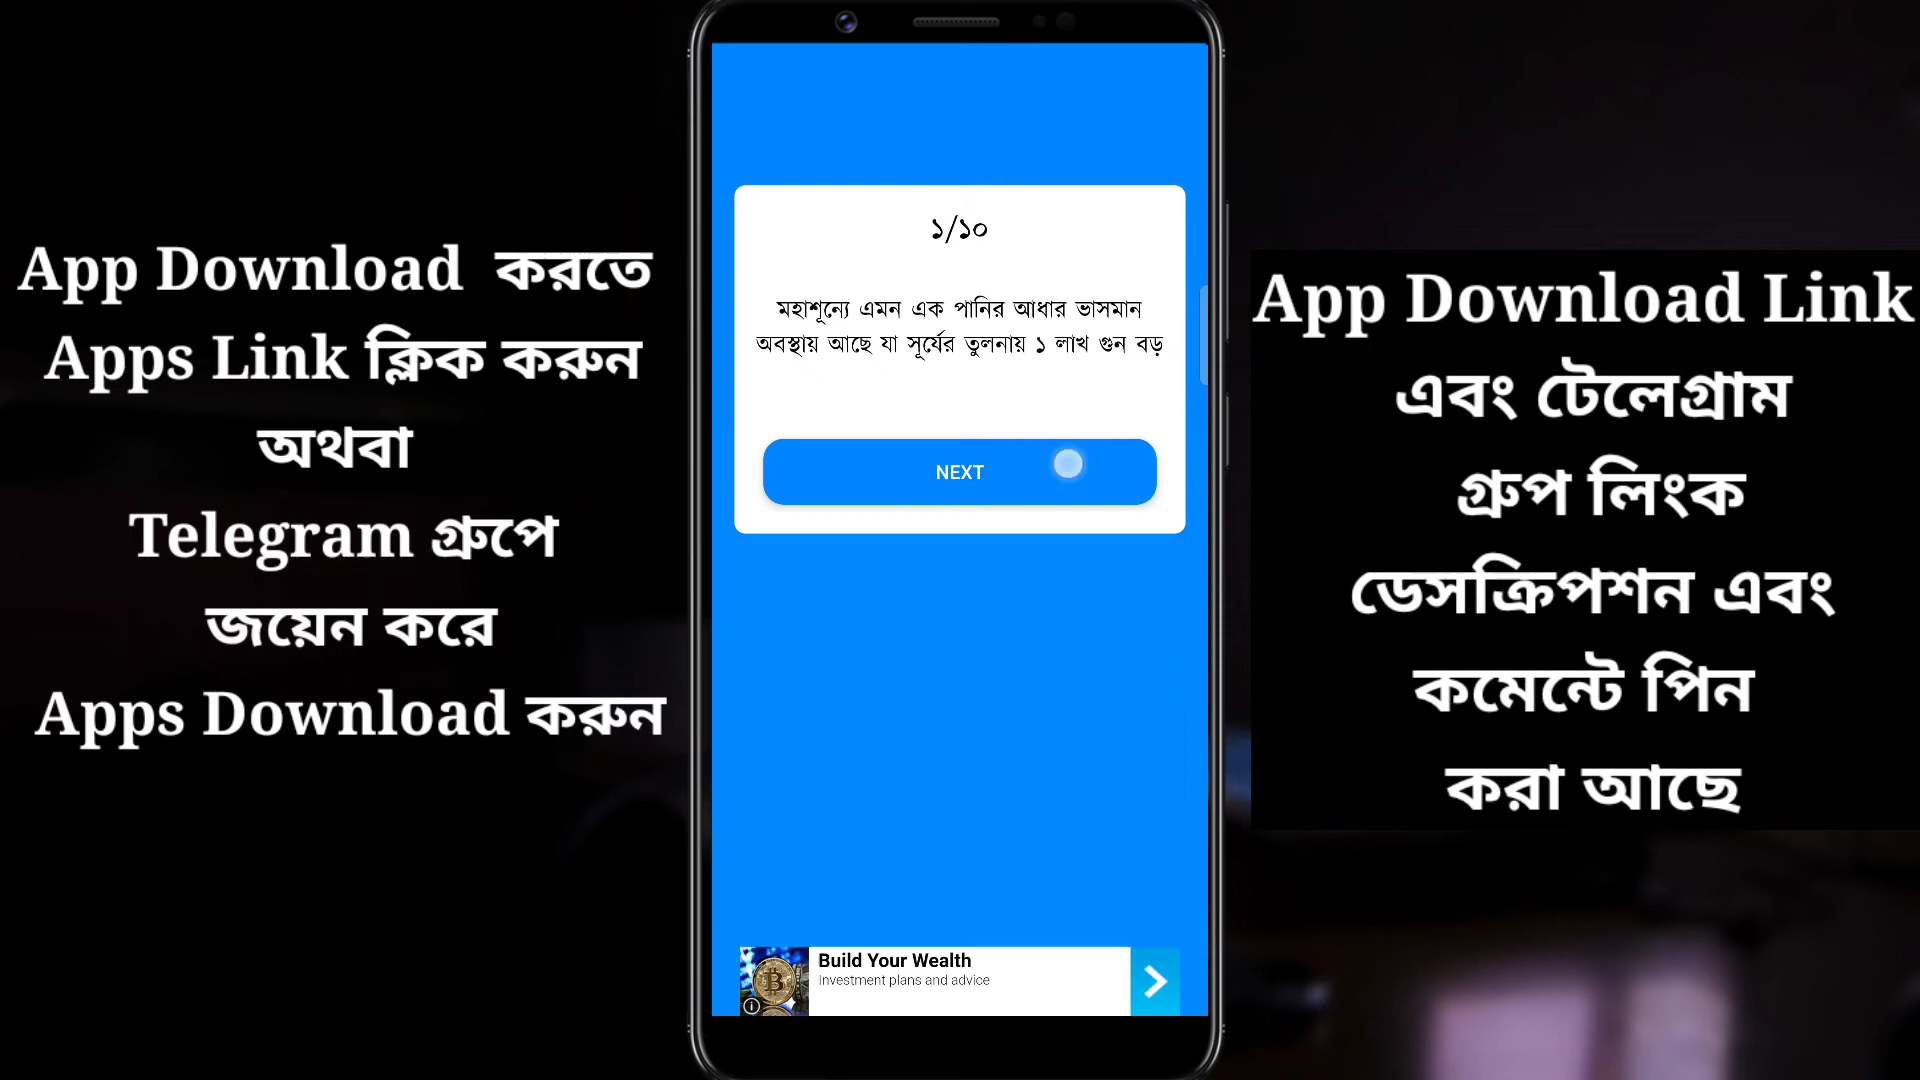 App Download করতে
Apps Link ক্লিক করুন
অথবা
Telegram গ্রুপে
জয়েন করে
Apps Download করুন
১/১০
মহাশূন্যে এমন এক পানির আধার ভাসমান
অবস্থায় আছে যা সূর্যের তুলনায় ১ লাখ গুন বড়
NEXT
Build Your Wealth
Investment plans and advice
App Download Link
এবং টেলেগ্রাম
গ্রুপ লিংক
ডেসক্রিপশন এবং
কমেন্টে পিন
করা আছে